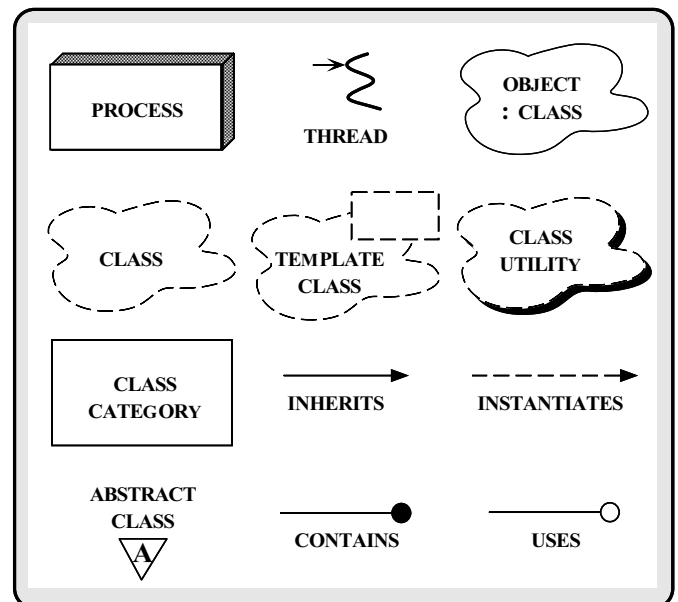 PROCESS
THREAD
OBJECT
: CLASS
CLASS
TEMPLATE
CLASS
CLASS
UTILITY
CLASS
CATEGORY
INHERITS
INSTANTIATES
ABSTRACT
CLASS
A
CONTAINS
USES